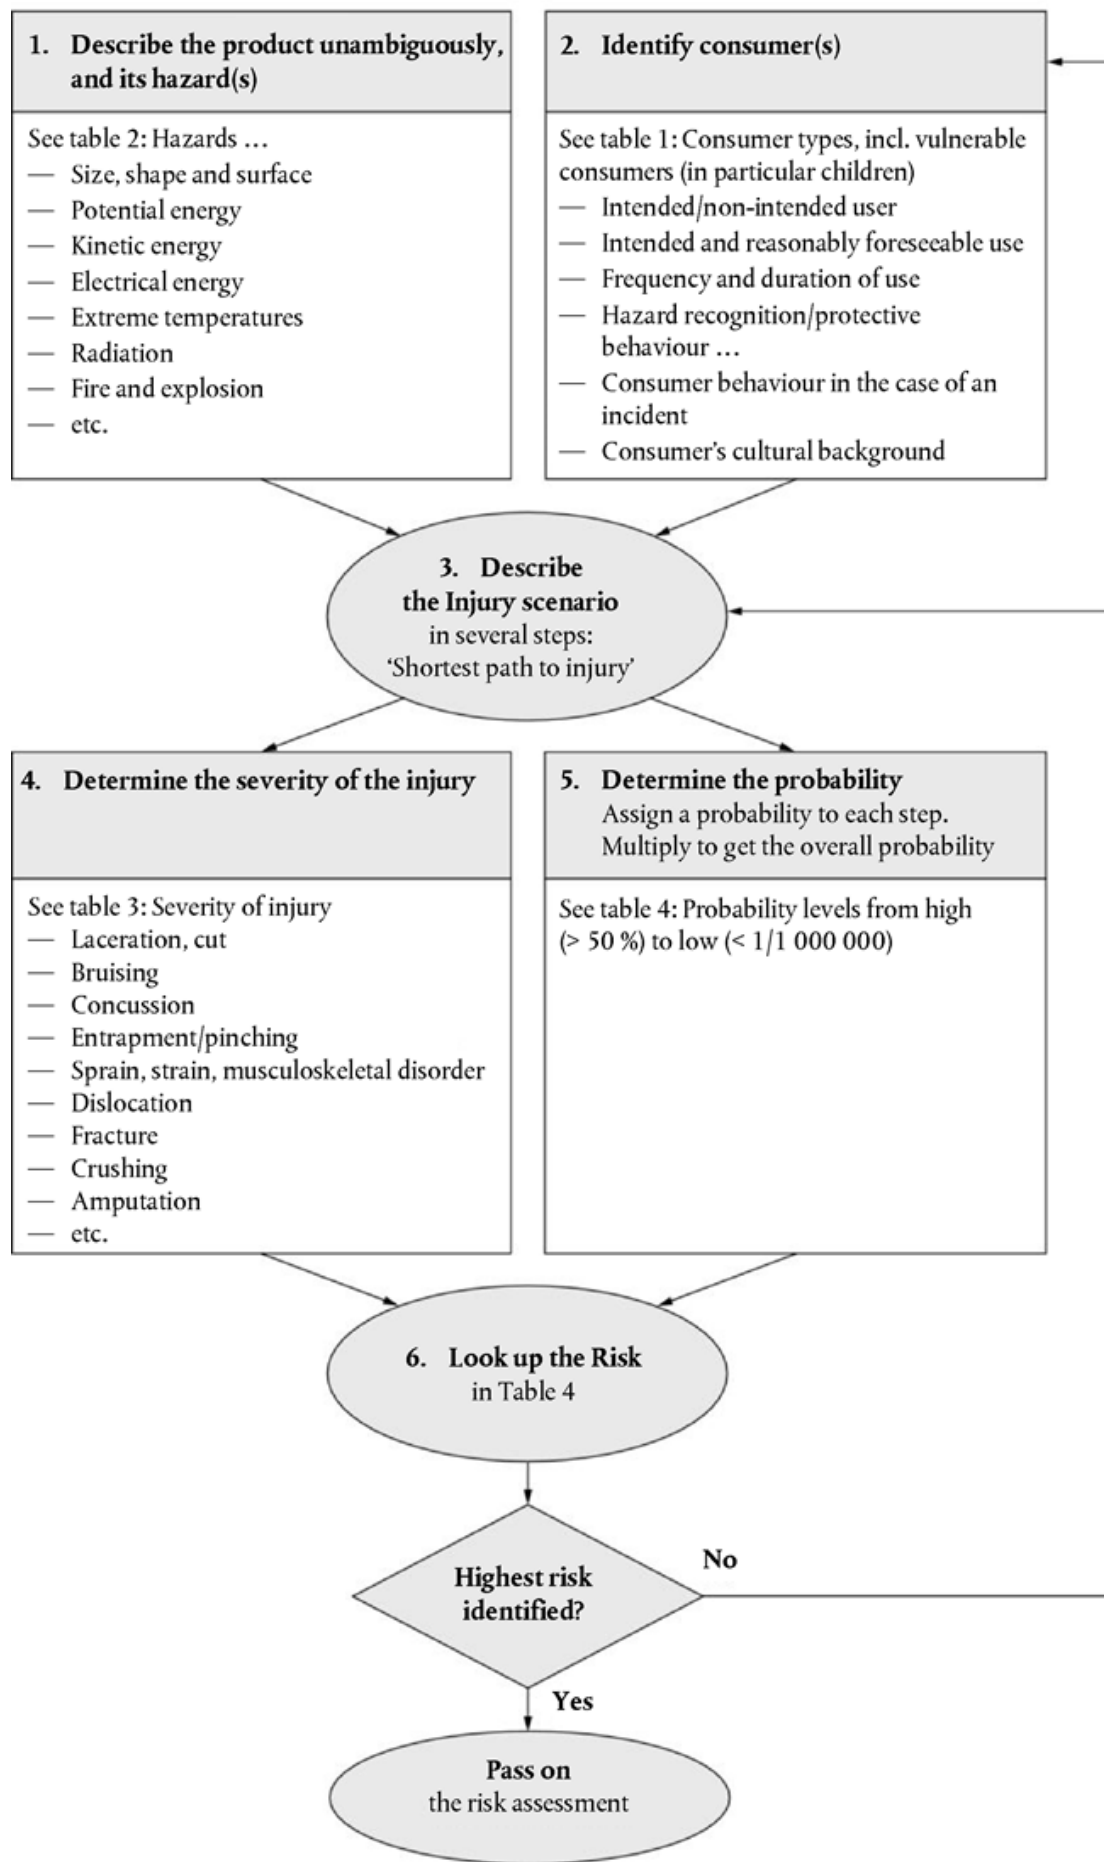 1. Describe the product unambiguously,
and its hazard(s)
See table 2: Hazards …
— Size, shape and surface
— Potential energy
— Kinetic energy
— Electrical energy
— Extreme temperatures
— Radiation
— Fire and explosion
— etc.
2. Identify consumer(s)
See table 1: Consumer types, incl. vulnerable
consumers (in particular children)
— Intended/non-intended user
— Intended and reasonably foreseeable use
— Frequency and duration of use
— Hazard recognition/protective
behaviour …
— Consumer behaviour in the case of an
incident
— Consumer’s cultural background
3. Describe
the Injury scenario
in several steps:
‘Shortest path to injury’
4. Determine the severity of the injury
See table 3: Severity of injury
— Laceration, cut
— Bruising
— Concussion
— Entrapment/pinching
— Sprain, strain, musculoskeletal disorder
— Dislocation
— Fracture
— Crushing
— Amputation
— etc.
5. Determine the probability
Assign a probability to each step.
Multiply to get the overall probability
See table 4: Probability levels from high
(> 50 %) to low (< 1/1 000 000)
6. Look up the Risk
in Table 4
Highest risk
identified?
No
Yes
Pass on
the risk assessment